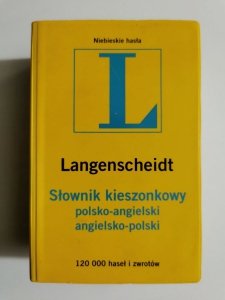 Niebieskie hasła
L
Langenscheidt
Słownik kieszonkowy
polsko-angielski
angielsko-polski
120 000 haseł i zwrotów